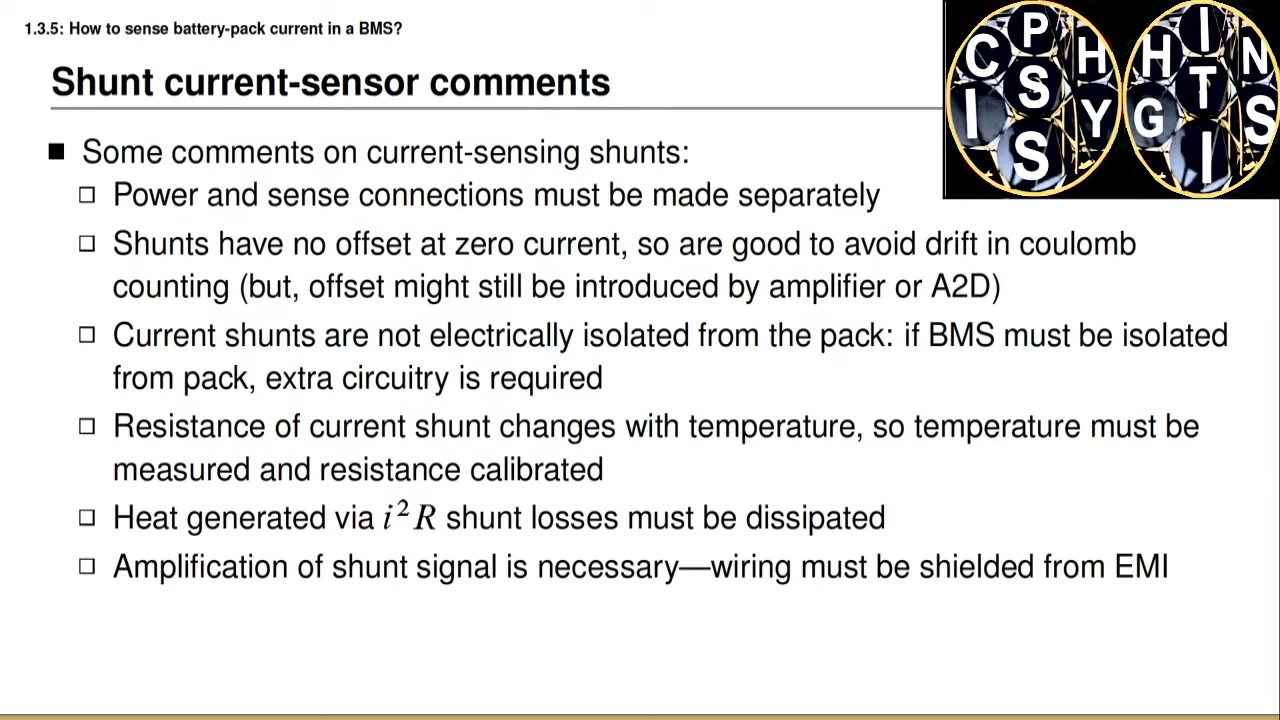 1.3.5: How to sense battery-pack current in a BMS?
Shunt current-sensor comments
Some comments on current-sensing shunts:
Power and sense connections must be made separately
Shunts have no offset at zero current, so are good to avoid drift in coulomb
counting (but, offset might still be introduced by amplifier or A2D)
Current shunts are not electrically isolated from the pack: if BMS must be isolated
from pack, extra circuitry is required
Resistance of current shunt changes with temperature, so temperature must be
measured and resistance calibrated
Heat generated via i²R shunt losses must be dissipated
Amplification of shunt signal is necessary—wiring must be shielded from EMI
C P H H I N
I S Y G T S
S I